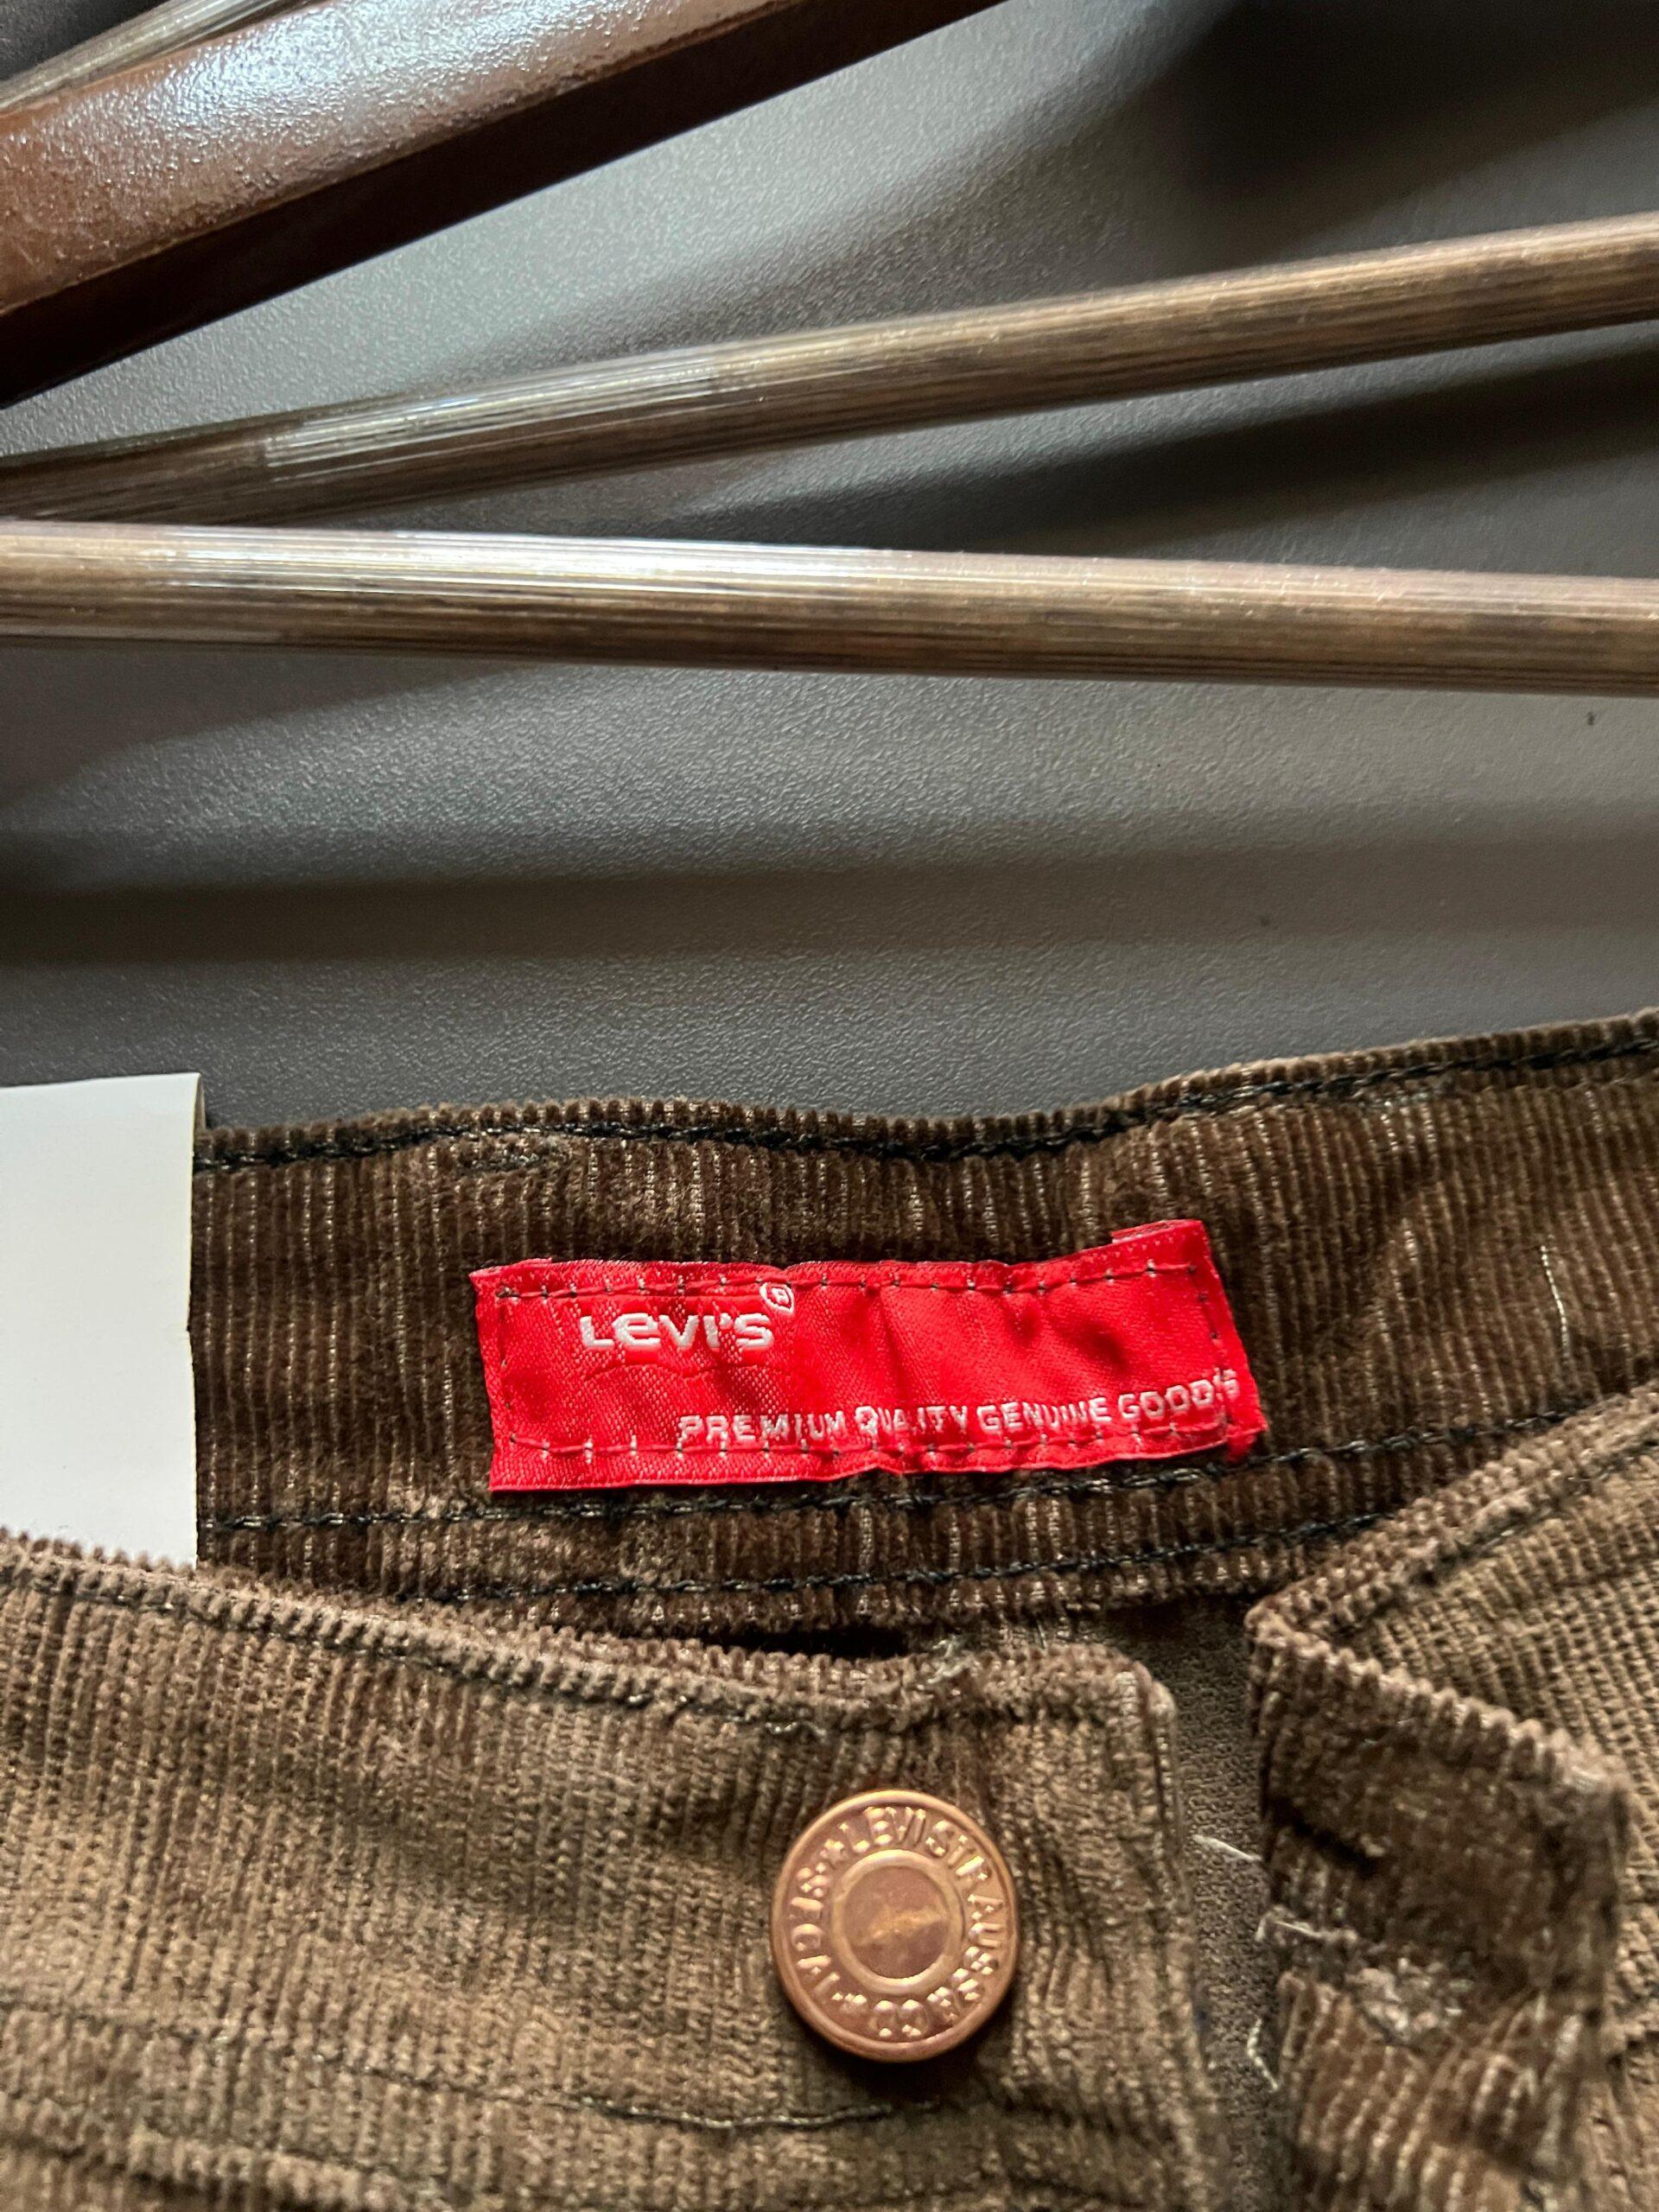 Levi's®
PREMIUM QUALITY GENUINE GOODS
LEVI STRAUSS & CO